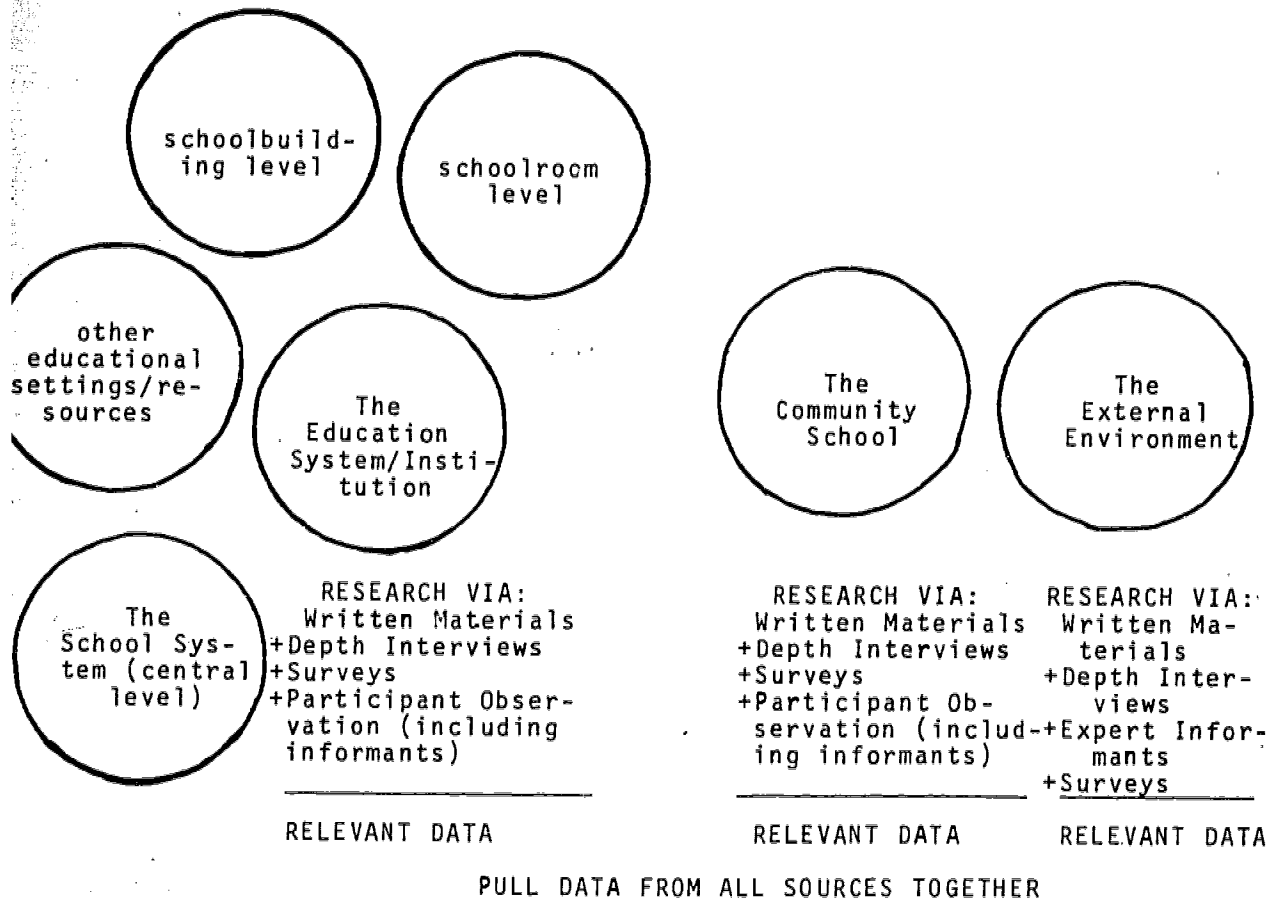 schoolbuild-
ing level
schoolroom
level
other
educational
settings/re-
sources
The
Education
System/Insti-
tution
The
Community
School
The
External
Environment
The
School Sys-
tem (central
level)
RESEARCH VIA:
Written Materials
+Depth Interviews
+Surveys
+Participant Obser-
vation (including
informants)
RELEVANT DATA
RESEARCH VIA:
Written Materials
+Depth Interviews
+Surveys
+Participant Ob-
servation (includ-
ing informants)
RELEVANT DATA
RESEARCH VIA:
Written Ma-
terials
+Depth Inter-
views
+Expert Infor-
mants
+Surveys
RELEVANT DATA
PULL DATA FROM ALL SOURCES TOGETHER